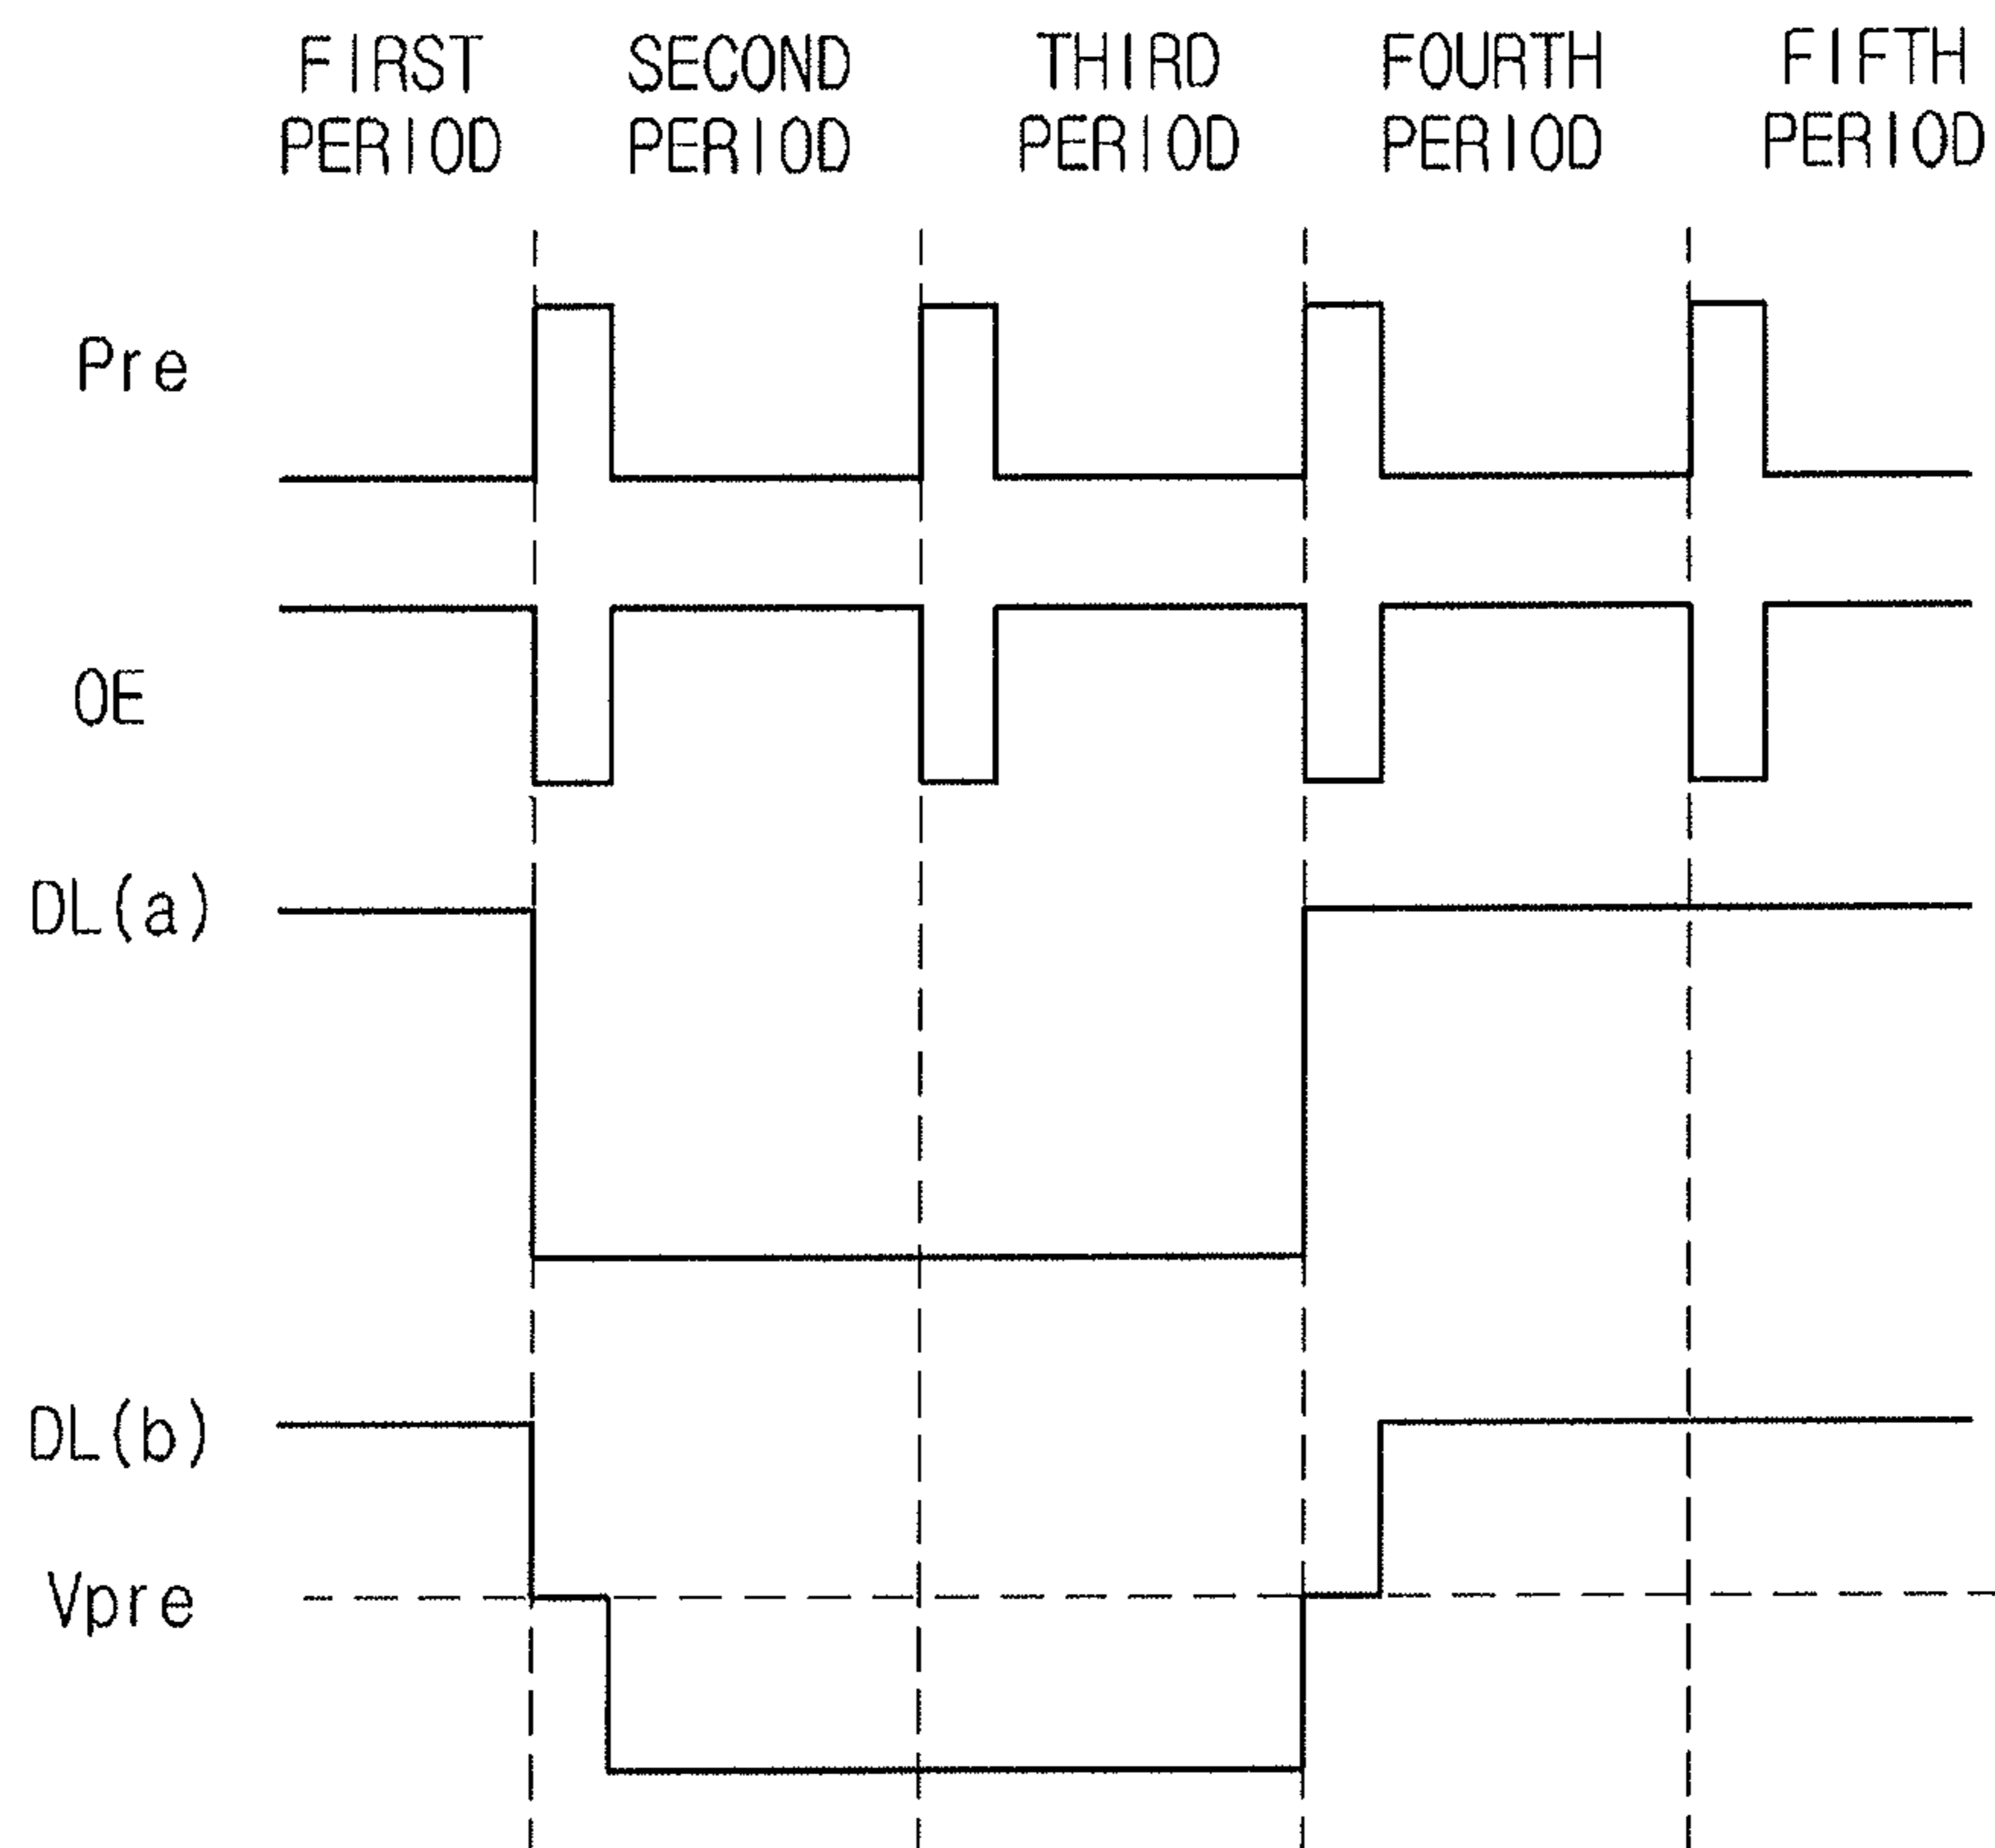 FIRST PERIOD
SECOND PERIOD
THIRD PERIOD
FOURTH PERIOD
FIFTH PERIOD
Pre
OE
DL(a)
DL(b)
Vpre